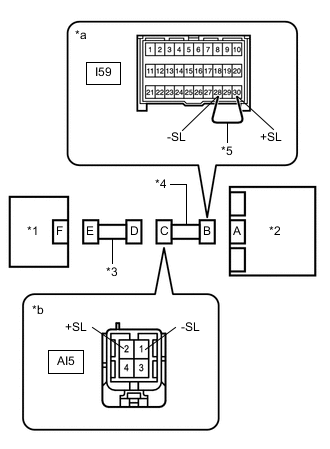 *a
1 2 3 4 5 6 7 8 9 10
I59
11 12 13 14 15 16 17 18 19 20
21 22 23 24 25 26 27 28 29 30
-SL
+SL
*5
*4
*1 F E D C B A *2
*3
*b
+SL
-SL
2 1
AI5
4 3